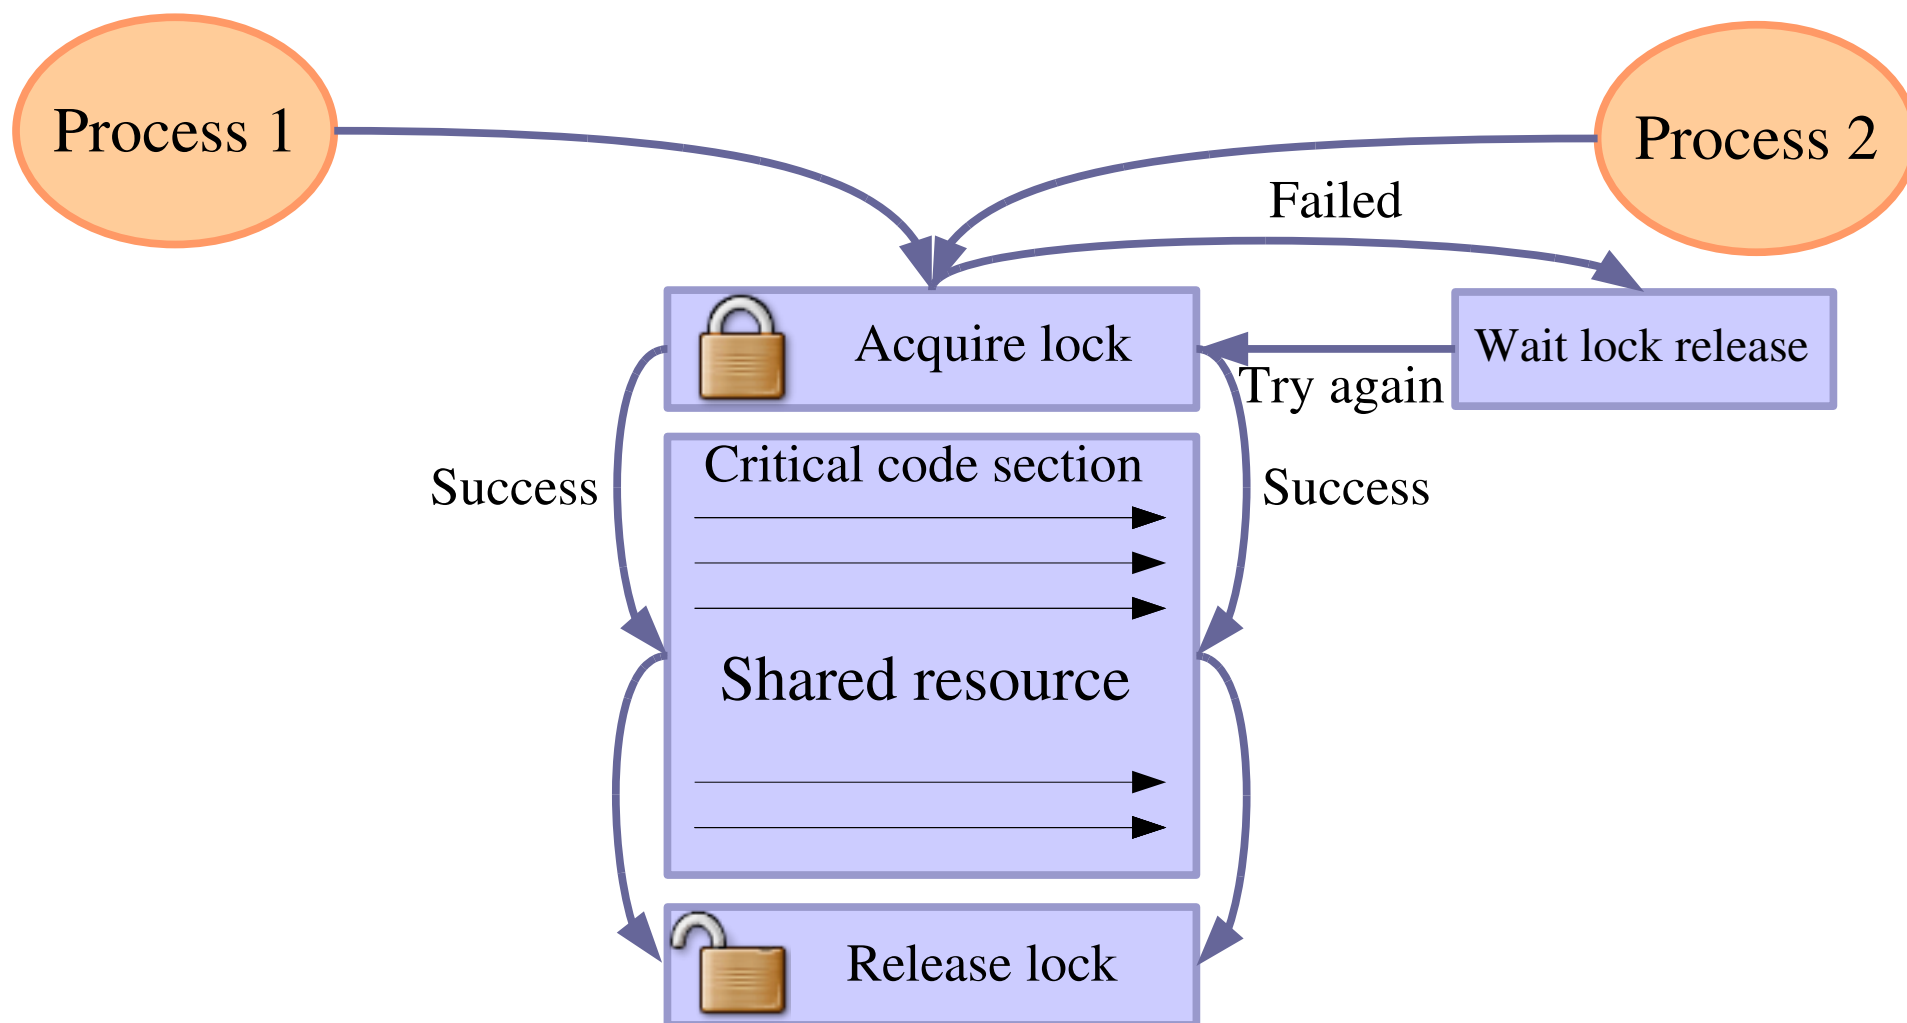 Process 1
Process 2
Failed
Acquire lock
Wait lock release
Try again
Critical code section
Success
Success
Shared resource
Release lock